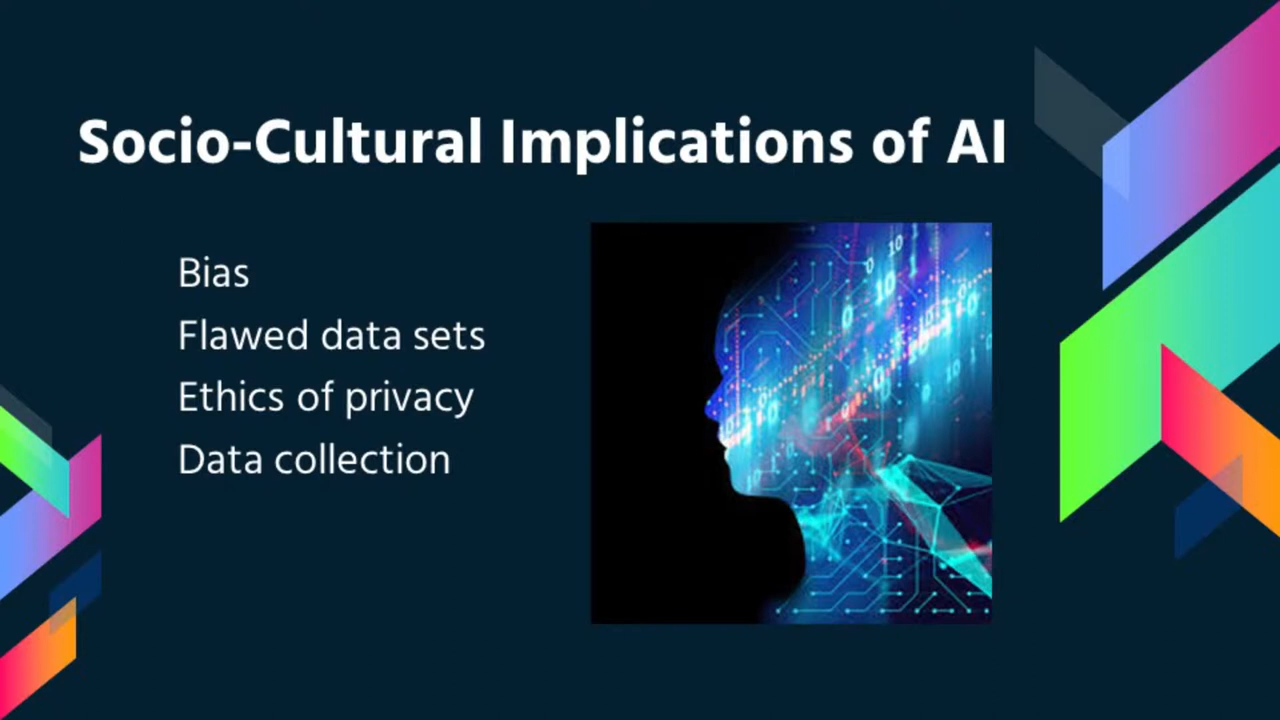 Socio-Cultural Implications of AI
Bias
Flawed data sets
Ethics of privacy
Data collection